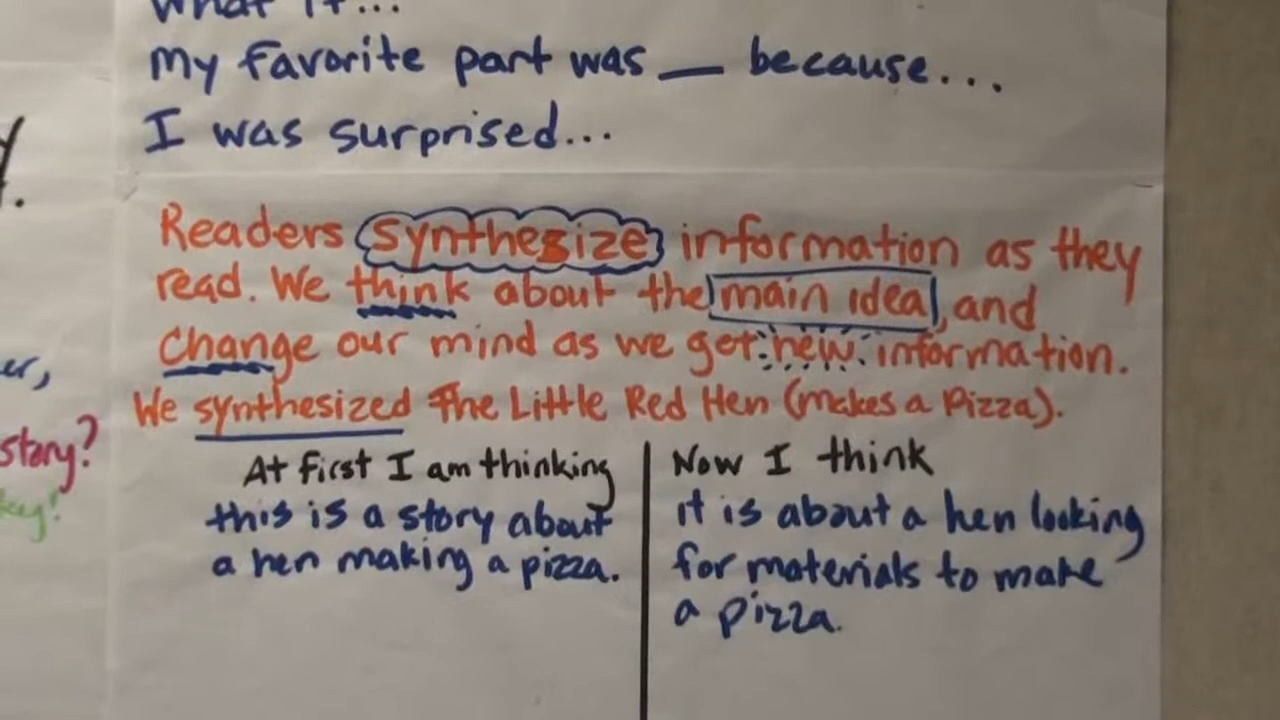 What if...
My favorite part was __ because...
I was surprised...
Readers synthesize information as they
read. We think about the main idea, and
change our mind as we get new information.
We synthesized The Little Red Hen (Makes a Pizza).
At first I am thinking
this is a story about
a hen making a pizza.
Now I think
it is about a hen looking
for materials to make
a pizza.
story?